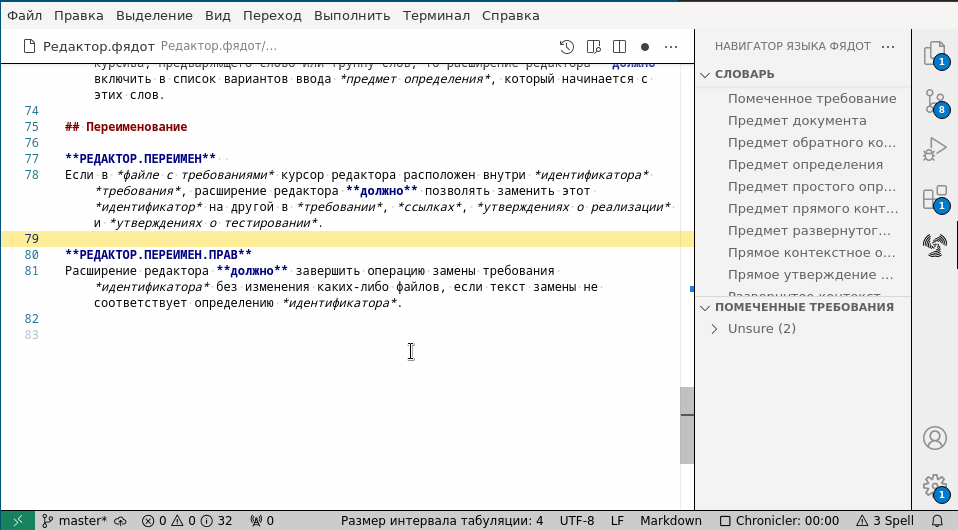 Файл Правка Выделение Вид Переход Выполнить Терминал Справка
Редактор.фядот Редактор.фядот/…
включить в список вариантов ввода *предмет определения*, который начинается с
этих слов.
74
75 ## Переименование
76
77 **РЕДАКТОР.ПЕРЕИМЕН**
78 Если в *файле с требованиями* курсор редактора расположен внутри *идентификатора*
*требования*, расширение редактора **должно** позволять заменить этот
*идентификатор* на другой в *требовании*, *ссылках*, *утверждениях о реализации*
и *утверждениях о тестировании*.
79
80 **РЕДАКТОР.ПЕРЕИМЕН.ПРАВ**
81 Расширение редактора **должно** завершить операцию замены требования
*идентификатора* без изменения каких-либо файлов, если текст замены не
соответствует определению *идентификатора*.
82
83
НАВИГАТОР ЯЗЫКА ФЯДОТ
СЛОВАРЬ
Помеченное требование
Предмет документа
Предмет обратного ко…
Предмет определения
Предмет простого опр…
Предмет прямого конт…
Предмет развернутог…
Прямое контекстное о…
Прямое утверждение …
ПОМЕЧЕННЫЕ ТРЕБОВАНИЯ
Unsure (2)
1
8
1
1
master* 0 0 32 0 Размер интервала табуляции: 4 UTF-8 LF Markdown Chronicler: 00:00 3 Spell